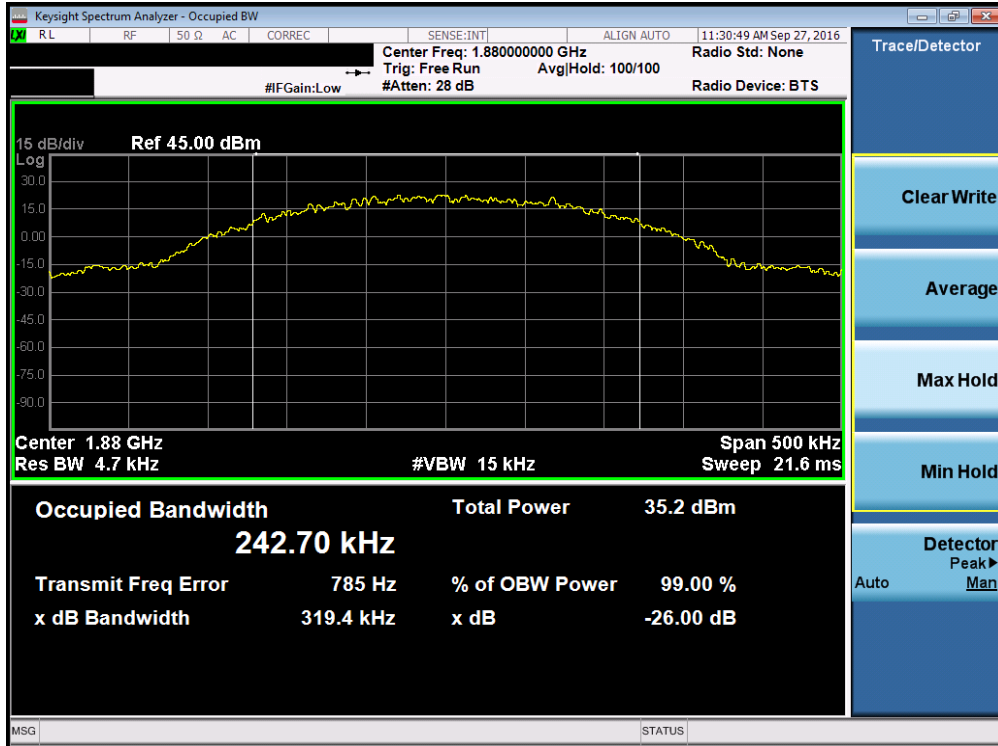 Keysight Spectrum Analyzer - Occupied BW
LXI RL RF 50 Ω AC CORREC SENSE:INT ALIGN AUTO 11:30:49 AM Sep 27, 2016
Center Freq: 1.880000000 GHz Radio Std: None
Trig: Free Run Avg|Hold: 100/100
#IFGain:Low #Atten: 28 dB Radio Device: BTS
15 dB/div Ref 45.00 dBm
Log
30.0
15.0
0.00
-15.0
-30.0
-45.0
-60.0
-75.0
-90.0
Center 1.88 GHz Span 500 kHz
Res BW 4.7 kHz #VBW 15 kHz Sweep 21.6 ms
Occupied Bandwidth Total Power 35.2 dBm
242.70 kHz
Transmit Freq Error 785 Hz % of OBW Power 99.00 %
x dB Bandwidth 319.4 kHz x dB -26.00 dB
MSG STATUS
Trace/Detector
Clear Write
Average
Max Hold
Min Hold
Detector
Peak▶
Auto Man